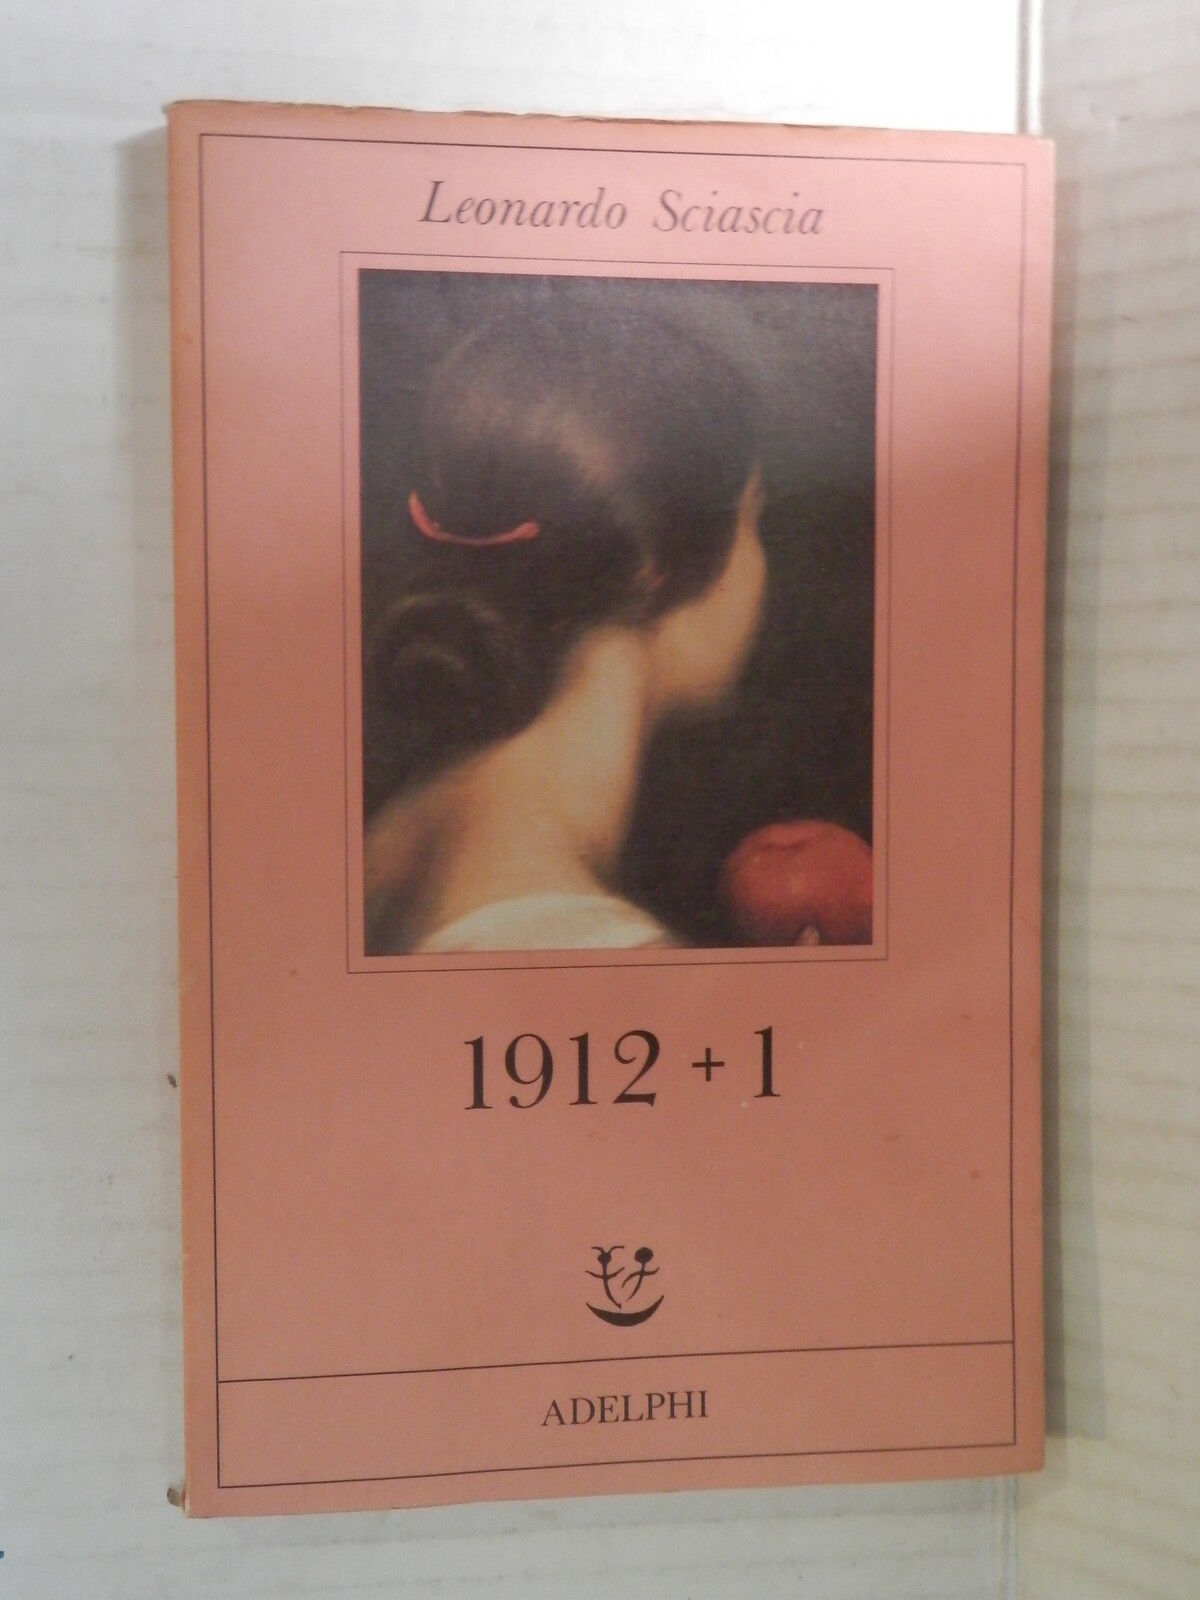 Leonardo Sciascia
1912 + 1
ADELPHI